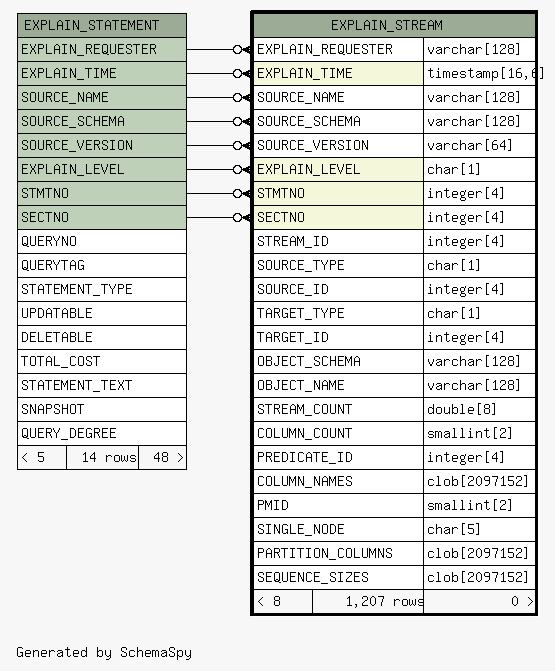 EXPLAIN_STATEMENT
EXPLAIN_REQUESTER
EXPLAIN_TIME
SOURCE_NAME
SOURCE_SCHEMA
SOURCE_VERSION
EXPLAIN_LEVEL
STMTNO
SECTNO
QUERYNO
QUERYTAG
STATEMENT_TYPE
UPDATABLE
DELETABLE
TOTAL_COST
STATEMENT_TEXT
SNAPSHOT
QUERY_DEGREE
< 5 14 rows 48 >
EXPLAIN_STREAM
EXPLAIN_REQUESTER varchar[128]
EXPLAIN_TIME timestamp[16,6]
SOURCE_NAME varchar[128]
SOURCE_SCHEMA varchar[128]
SOURCE_VERSION varchar[64]
EXPLAIN_LEVEL char[1]
STMTNO integer[4]
SECTNO integer[4]
STREAM_ID integer[4]
SOURCE_TYPE char[1]
SOURCE_ID integer[4]
TARGET_TYPE char[1]
TARGET_ID integer[4]
OBJECT_SCHEMA varchar[128]
OBJECT_NAME varchar[128]
STREAM_COUNT double[8]
COLUMN_COUNT smallint[2]
PREDICATE_ID integer[4]
COLUMN_NAMES clob[2097152]
PMID smallint[2]
SINGLE_NODE char[5]
PARTITION_COLUMNS clob[2097152]
SEQUENCE_SIZES clob[2097152]
< 8 1,207 rows 0 >
Generated by SchemaSpy